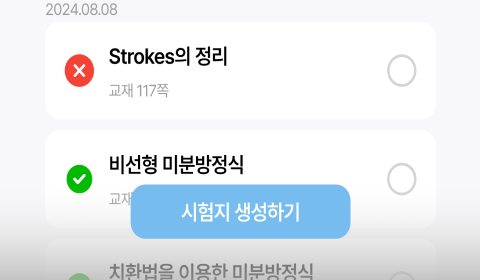 2024.08.08
Strokes의 정리
교재 117쪽
비선형 미분방정식
교재
시험지 생성하기
치환법을 이용한 미분방정식